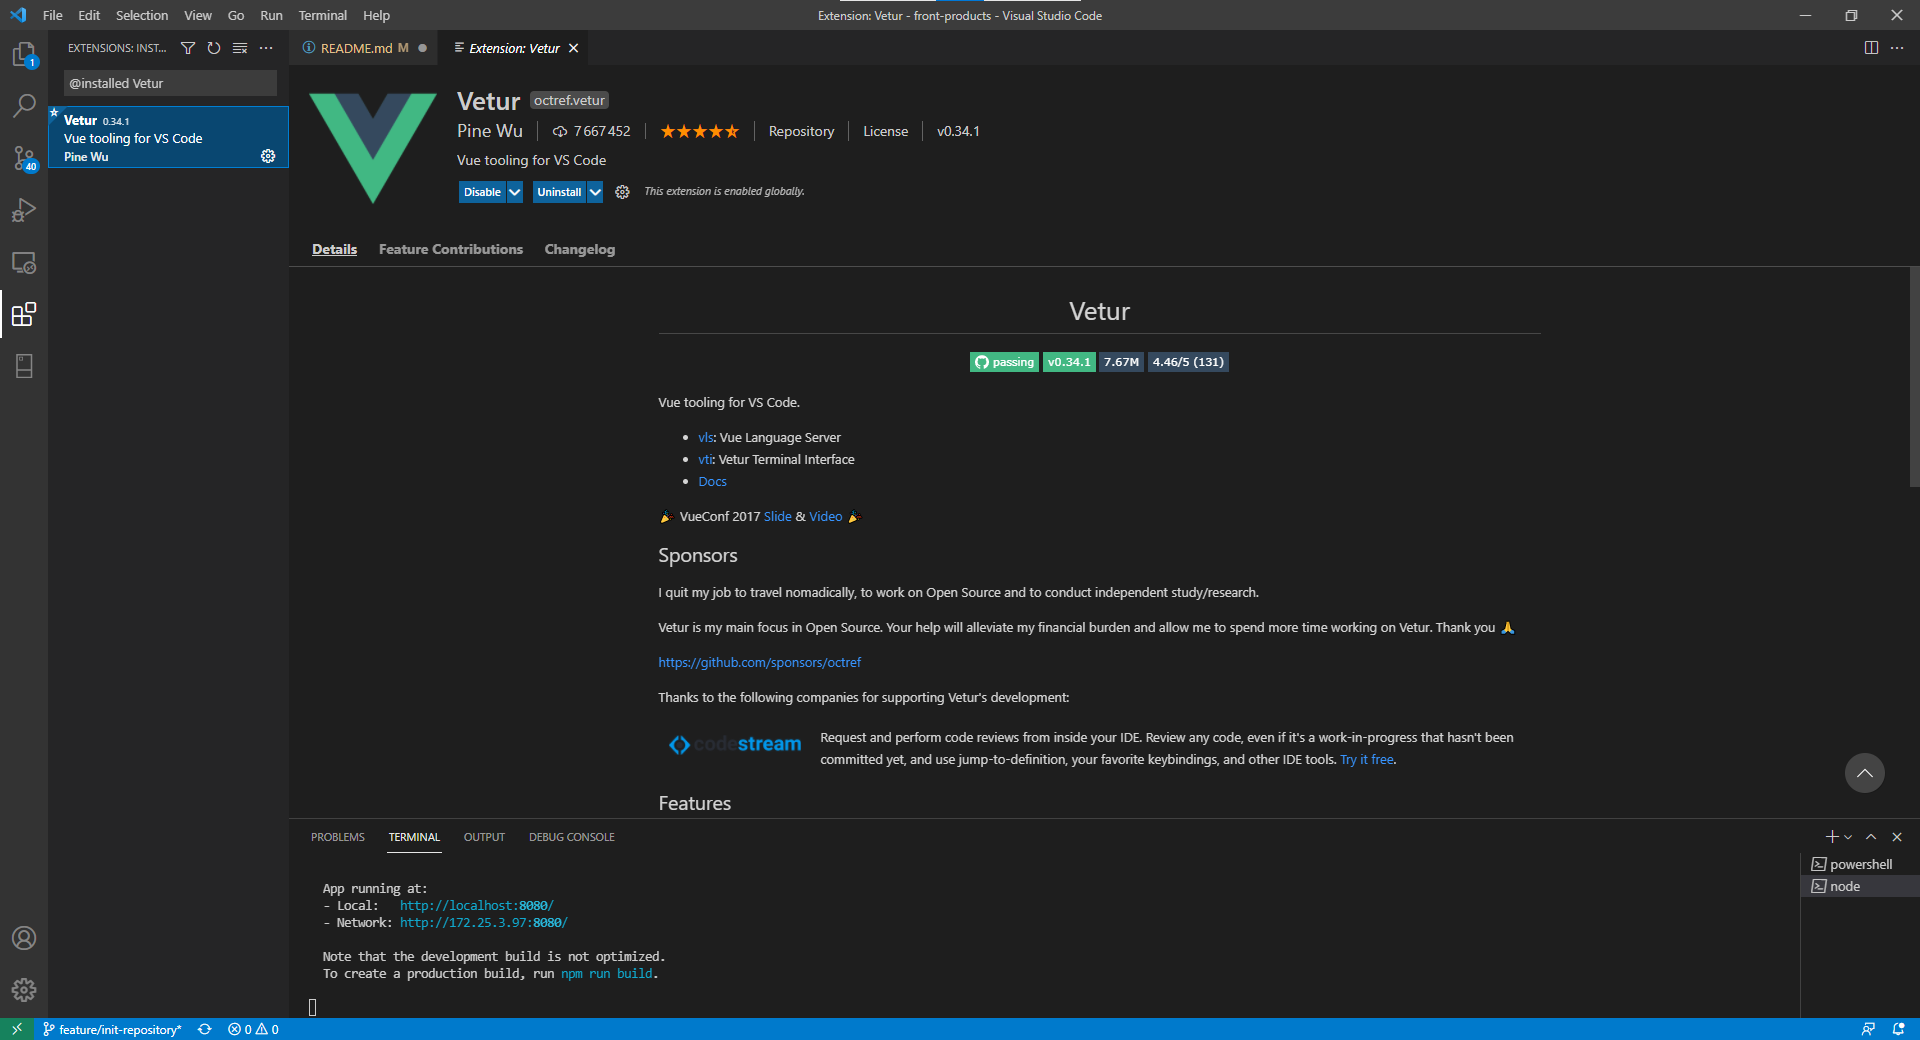 File Edit Selection View Go Run Terminal Help
Extension: Vetur - front-products - Visual Studio Code
EXTENSIONS: INST...
README.md M
Extension: Vetur
1
@installed Vetur
Vetur 0.34.1
Vue tooling for VS Code
Pine Wu
40
Vetur octref.vetur
Pine Wu 7 667 452 Repository License v0.34.1
Vue tooling for VS Code
Disable Uninstall This extension is enabled globally.
Details Feature Contributions Changelog
Vetur
passing v0.34.1 7.67M 4.46/5 (131)
Vue tooling for VS Code.
• vls: Vue Language Server
• vti: Vetur Terminal Interface
• Docs
🎉 VueConf 2017 Slide & Video 🎉
Sponsors
I quit my job to travel nomadically, to work on Open Source and to conduct independent study/research.
Vetur is my main focus in Open Source. Your help will alleviate my financial burden and allow me to spend more time working on Vetur. Thank you 🙏
https://github.com/sponsors/octref
Thanks to the following companies for supporting Vetur's development:
codestream
Request and perform code reviews from inside your IDE. Review any code, even if it's a work-in-progress that hasn't been
committed yet, and use jump-to-definition, your favorite keybindings, and other IDE tools. Try it free.
Features
PROBLEMS TERMINAL OUTPUT DEBUG CONSOLE
powershell
node
App running at:
- Local: http://localhost:8080/
- Network: http://172.25.3.97:8080/
Note that the development build is not optimized.
To create a production build, run npm run build.
feature/init-repository* 0 0